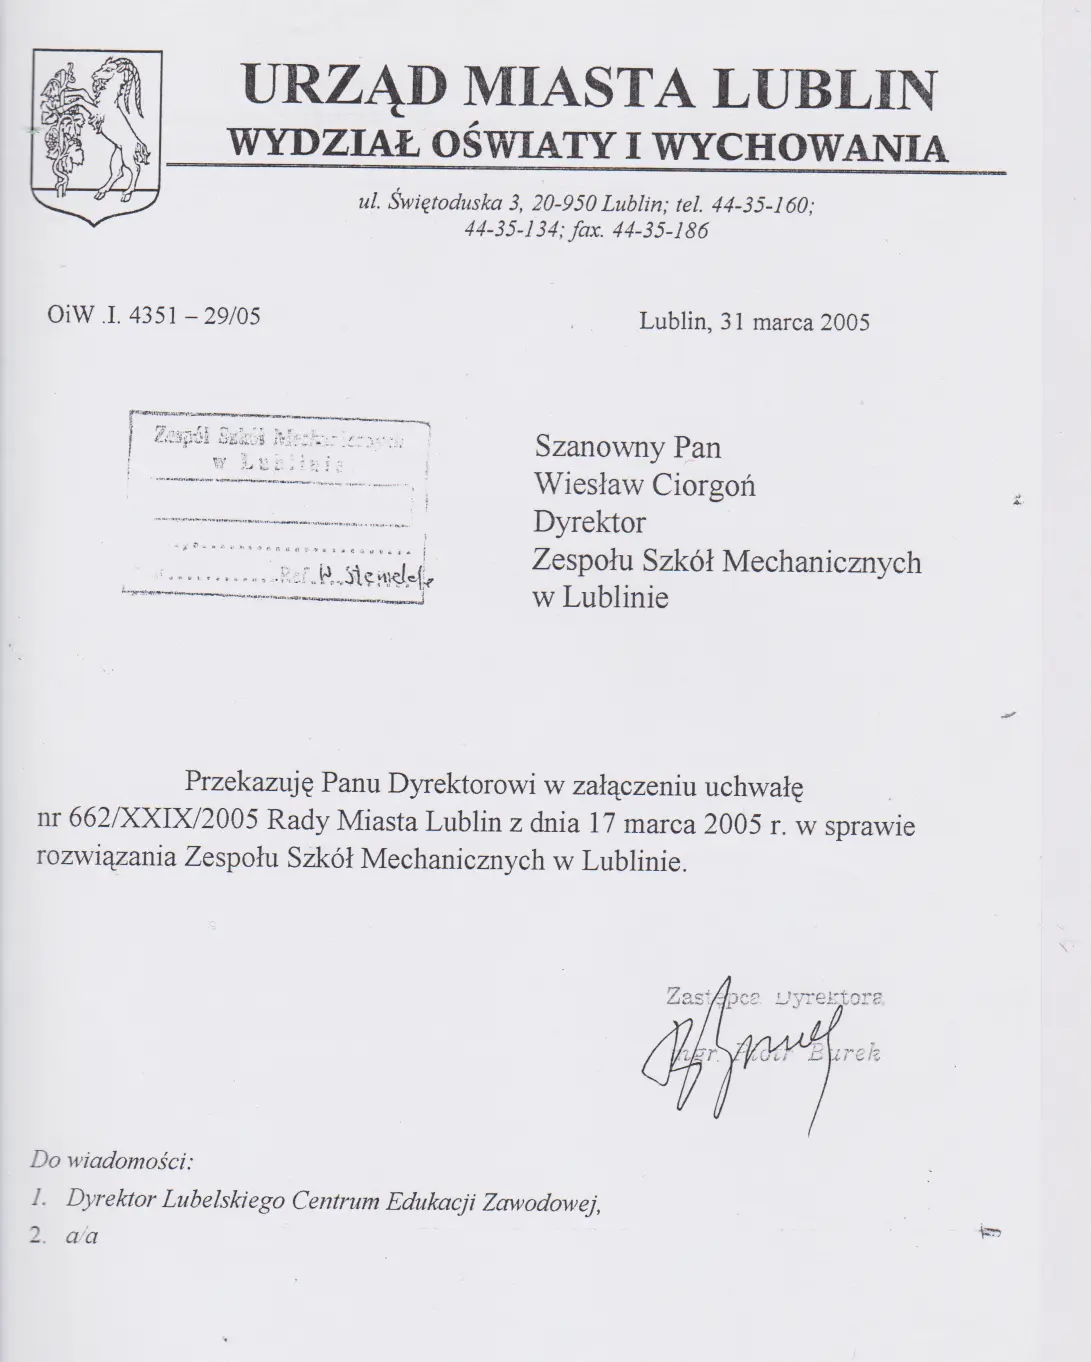 URZĄD MIASTA LUBLIN
WYDZIAŁ OŚWIATY I WYCHOWANIA
ul. Świętoduska 3, 20-950 Lublin; tel. 44-35-160;
44-35-134; fax. 44-35-186
OiW .I. 4351 – 29/05
Lublin, 31 marca 2005
Zespół Szkół Mechanicznych
w Lublinie
Szanowny Pan
Wiesław Ciorgoń
Dyrektor
Zespołu Szkół Mechanicznych
w Lublinie
Przekazuję Panu Dyrektorowi w załączeniu uchwałę
nr 662/XXIX/2005 Rady Miasta Lublin z dnia 17 marca 2005 r. w sprawie
rozwiązania Zespołu Szkół Mechanicznych w Lublinie.
Zastępca Dyrektora
mgr Piotr Burek
Do wiadomości:
1. Dyrektor Lubelskiego Centrum Edukacji Zawodowej,
2. a/a